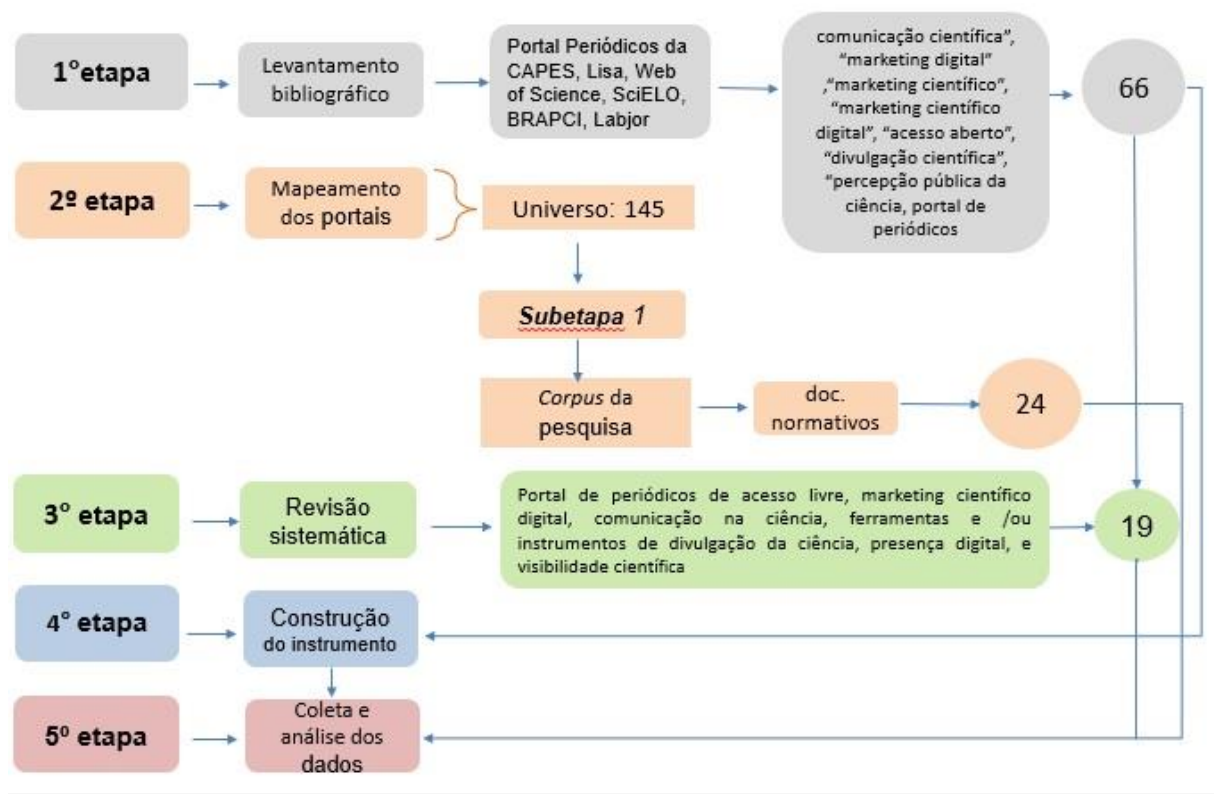 1°etapa
Levantamento
bibliográfico
Portal Periódicos da
CAPES, Lisa, Web
of Science, SciELO,
BRAPCI, Labjor
comunicação científica”,
“marketing digital”
,“marketing científico”,
“marketing científico
digital”, “acesso aberto”,
“divulgação científica”,
“percepção pública da
ciência, portal de
periódicos
66
2º etapa
Mapeamento
dos portais
Universo: 145
Subetapa 1
Corpus da
pesquisa
doc.
normativos
24
3° etapa
Revisão
sistemática
Portal de periódicos de acesso livre, marketing científico
digital, comunicação na ciência, ferramentas e /ou
instrumentos de divulgação da ciência, presença digital, e
visibilidade científica
19
4° etapa
Construção
do instrumento
5º etapa
Coleta e
análise dos
dados